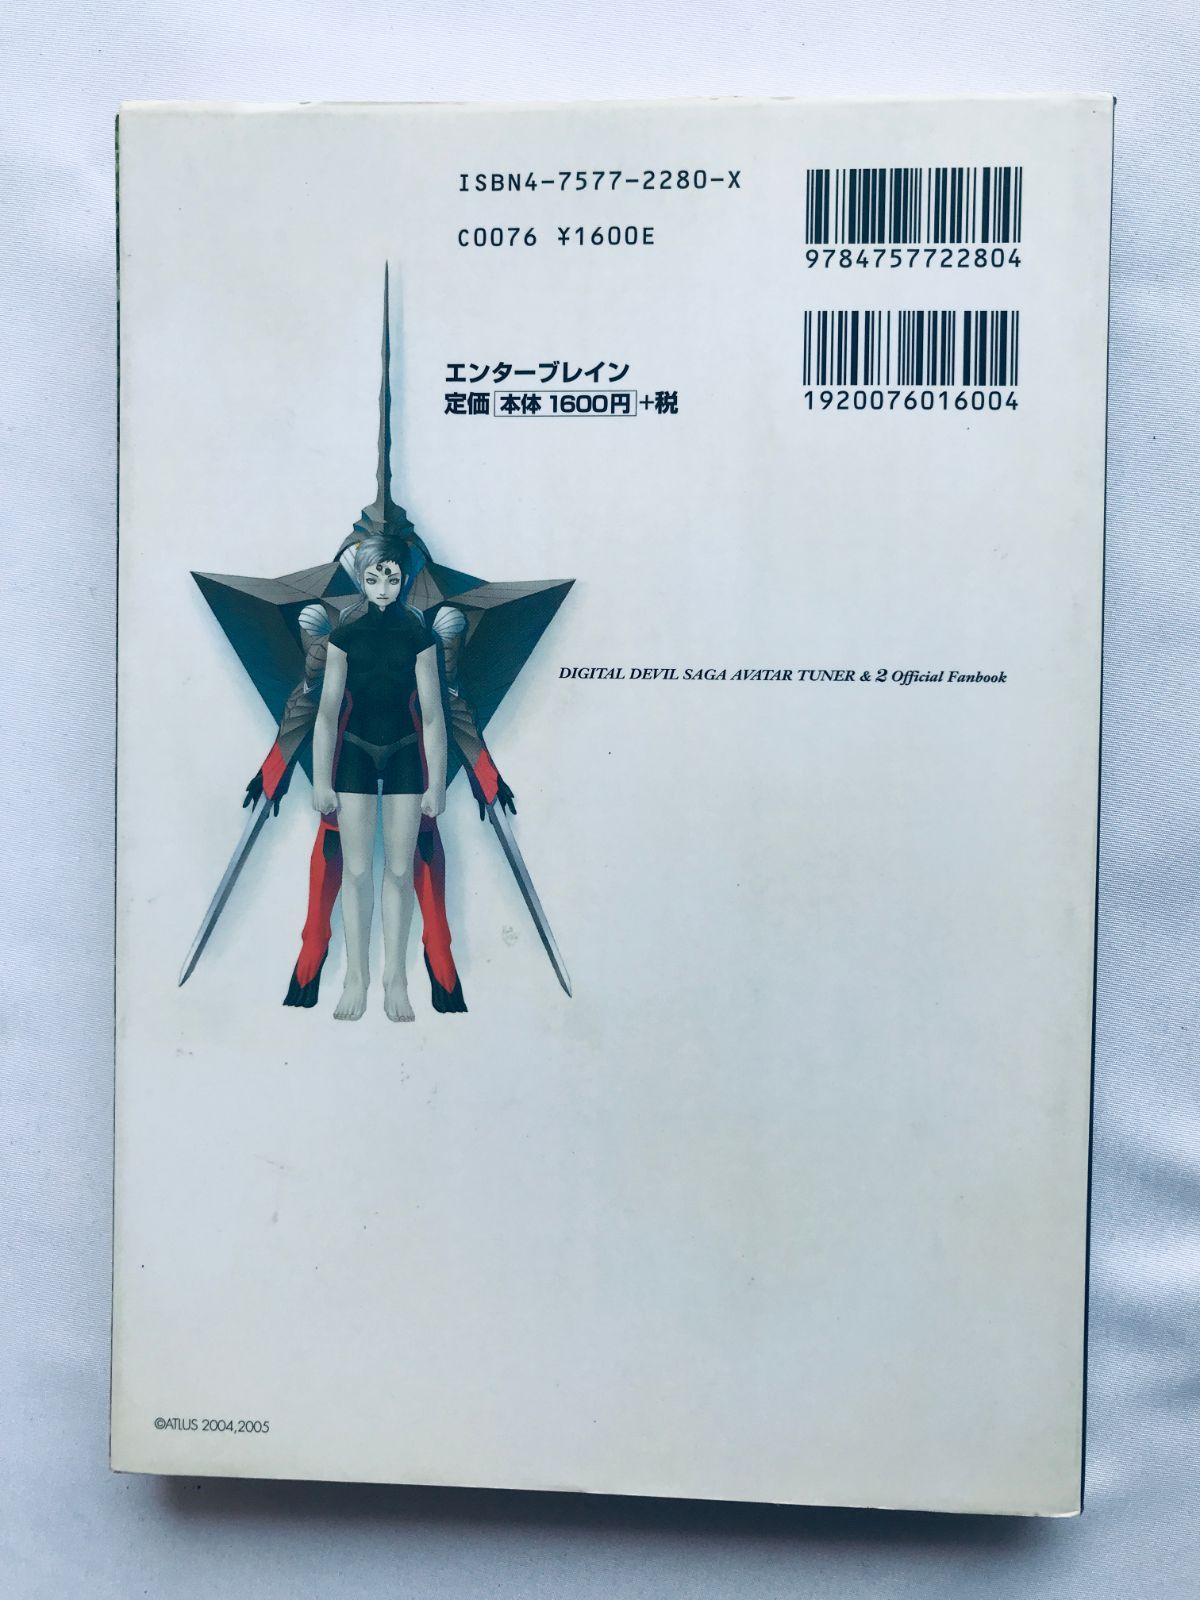 ISBN4-7577-2280-X
C0076 ¥1600E
9784757722804
1920076016004
エンターブレイン
定価 本体 1600円 +税
DIGITAL DEVIL SAGA AVATAR TUNER & 2 Official Fanbook
©ATLUS 2004,2005